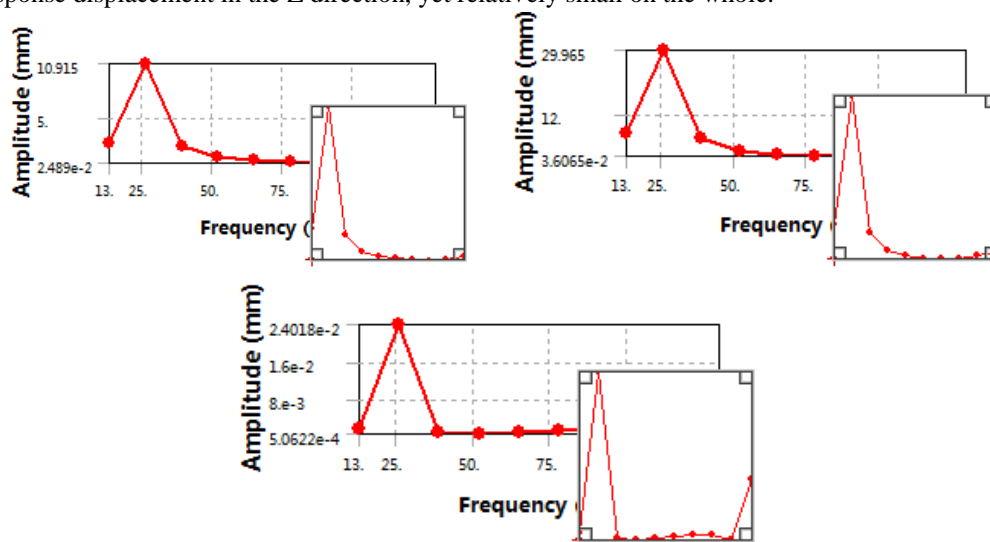 sponse displacement in the Z direction, yet relatively small on the whole.
Amplitude (mm)
10.915
5.
2.489e-2
13. 25. 50. 75.
Frequency (
Amplitude (mm)
29.965
12.
3.6065e-2
13. 25. 50. 75.
Frequency
Amplitude (mm)
2.4018e-2
1.6e-2
8.e-3
5.0622e-4
13. 25. 50. 75.
Frequency